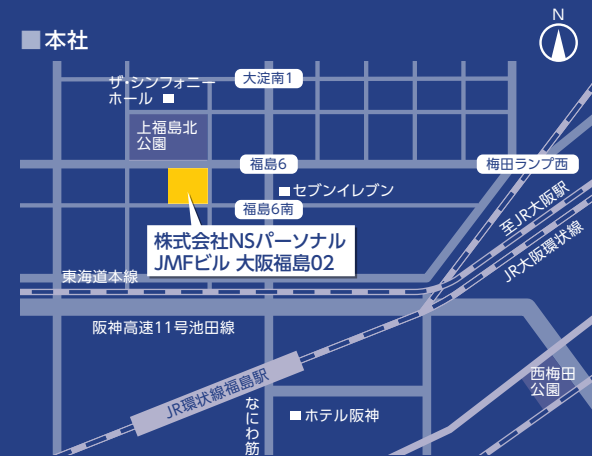 N
本社
大淀南1
ザ・シンフォニー
ホール
上福島北
公園
福島6
梅田ランプ西
セブンイレブン
福島6南
至JR大阪駅
JR大阪環状線
株式会社NSパーソナル
JMFビル 大阪福島02
東海道本線
阪神高速11号池田線
JR環状線福島駅
西梅田
公園
なにわ筋
ホテル阪神